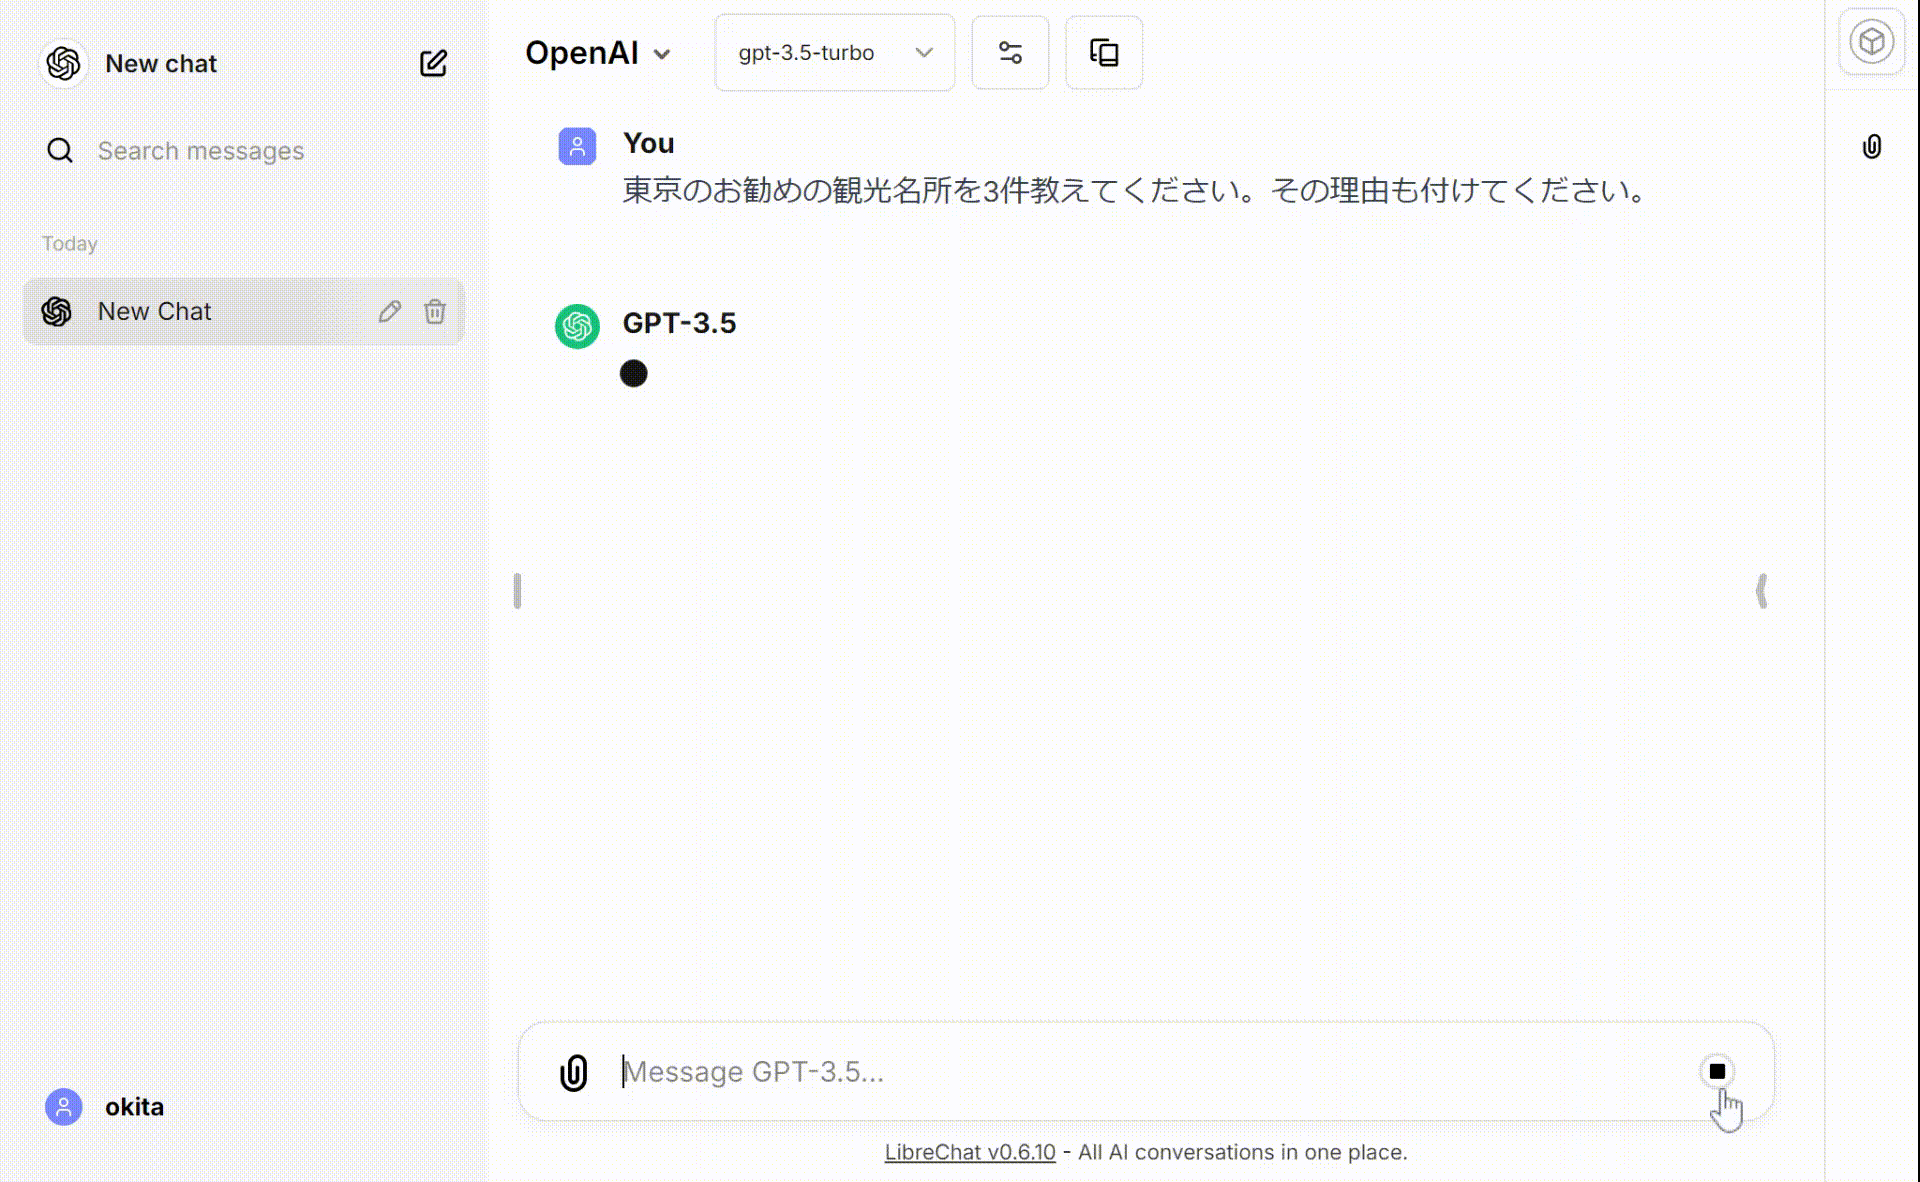 New chat
Search messages
Today
New Chat
okita
OpenAI
gpt-3.5-turbo
You
東京のお勧めの観光名所を3件教えてください。その理由も付けてください。
GPT-3.5
Message GPT-3.5...
LibreChat v0.6.10 - All AI conversations in one place.